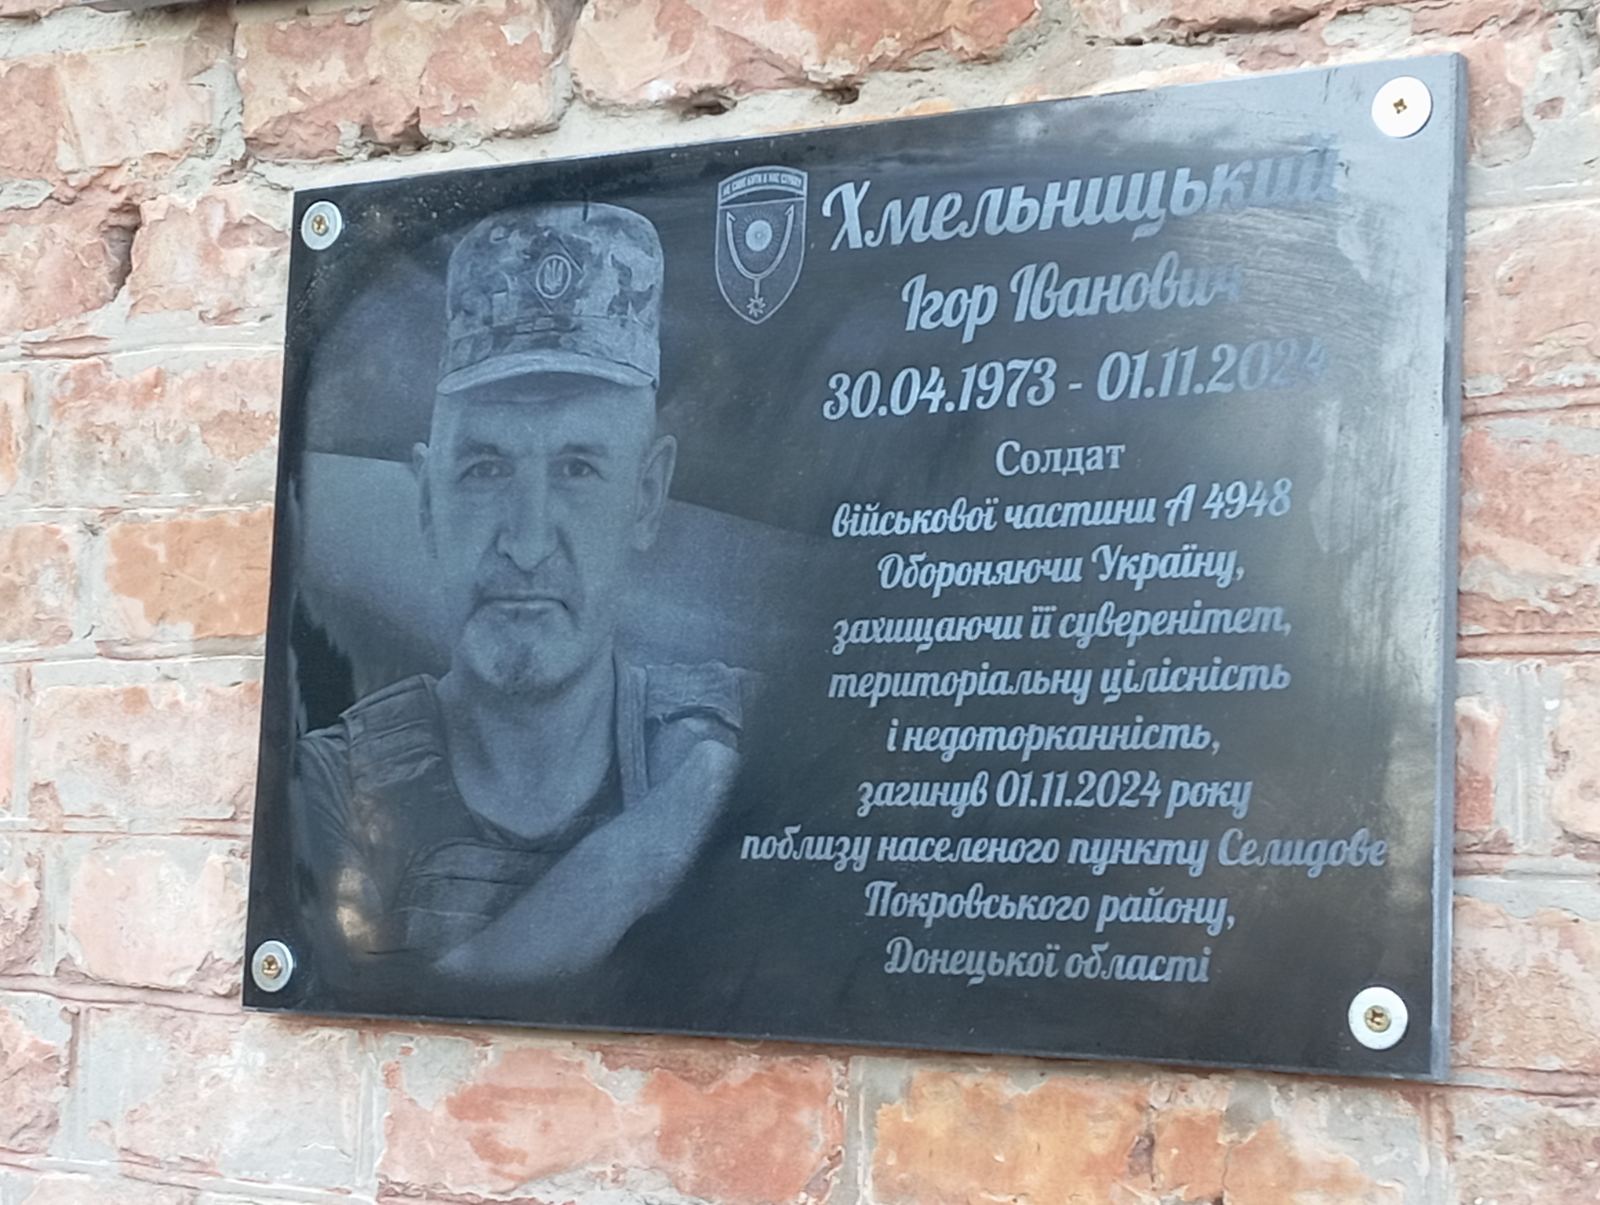 Хмельницький
Ігор Іванович
30.04.1973 - 01.11.2024
Солдат
військової частини А 4948
Обороняючи Україну,
захищаючи її суверенітет,
територіальну цілісність
і недоторканність,
загинув 01.11.2024 року
поблизу населеного пункту Селидове
Покровського району,
Донецької області